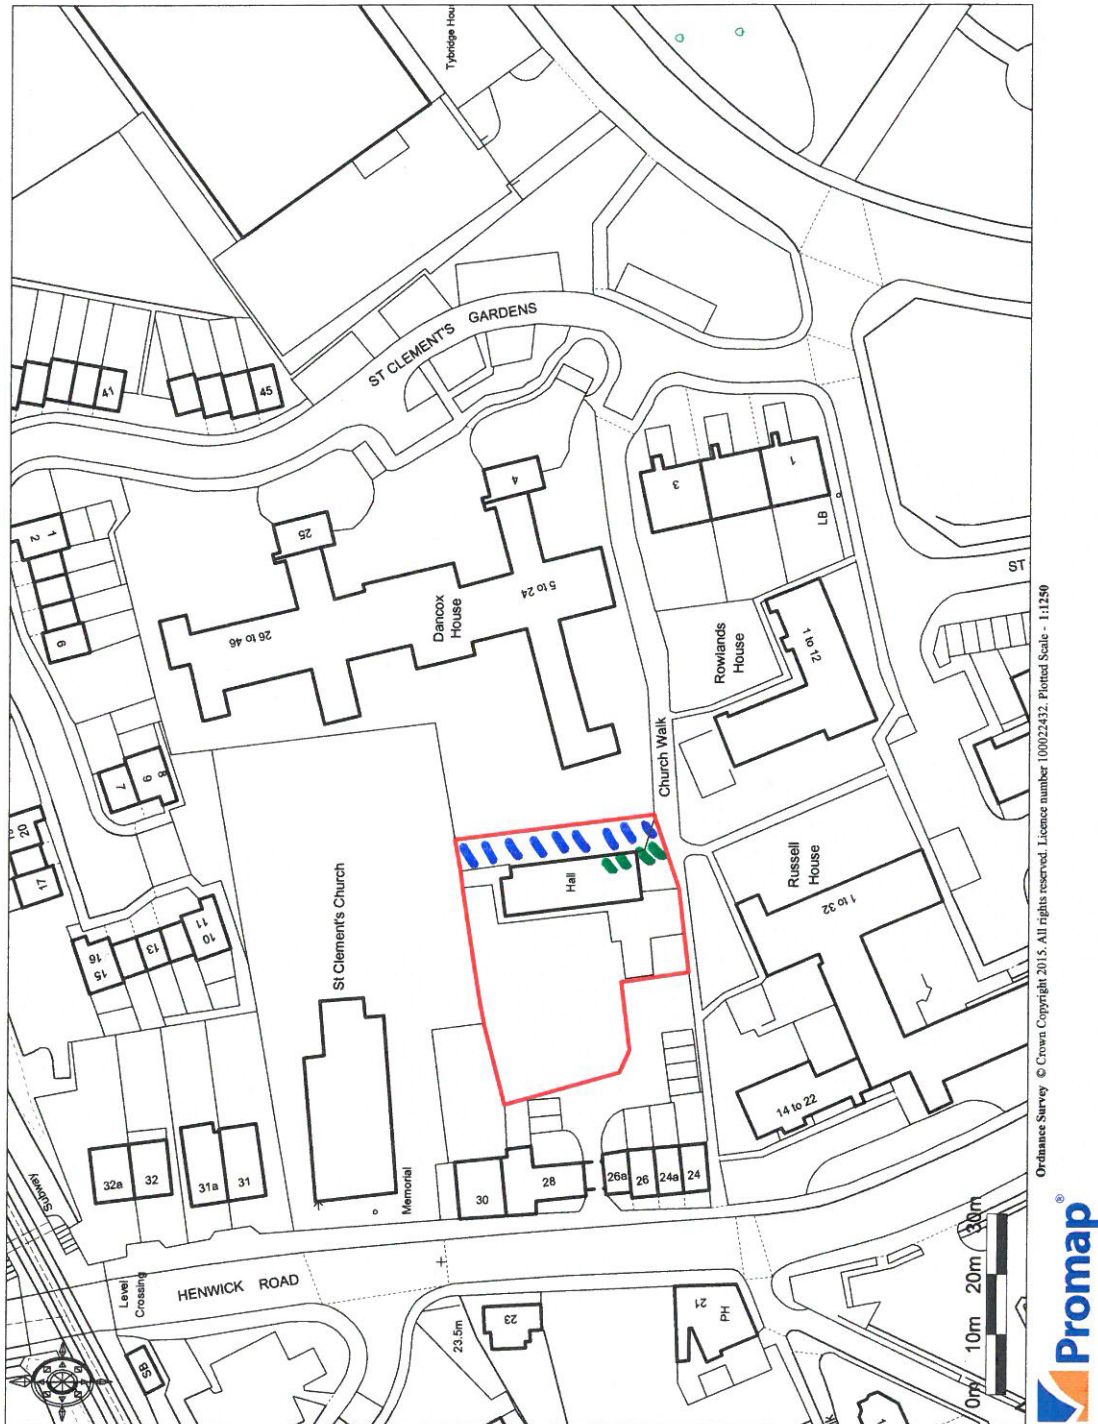 Tybridge Hou
ST CLEMENT'S GARDENS
41
45
1
2
6
25
4
3
1
LB
26 to 46
Dancox
House
5 to 24
ST
Rowlands
House
1 to 12
7
9
8
20
17
Church Walk
Hall
Russell
House
1 to 32
16
15
13
11
10
St Clement's Church
14 to 22
32a
32
31a
31
Memorial
30
28
26a
26
24a
24
Subway
Level
Crossing
HENWICK ROAD
SB
23.5m
23
21
PH
0m 10m 20m 30m
Ordnance Survey © Crown Copyright 2015. All rights reserved. Licence number 100022432. Plotted Scale - 1:1250
Promap®